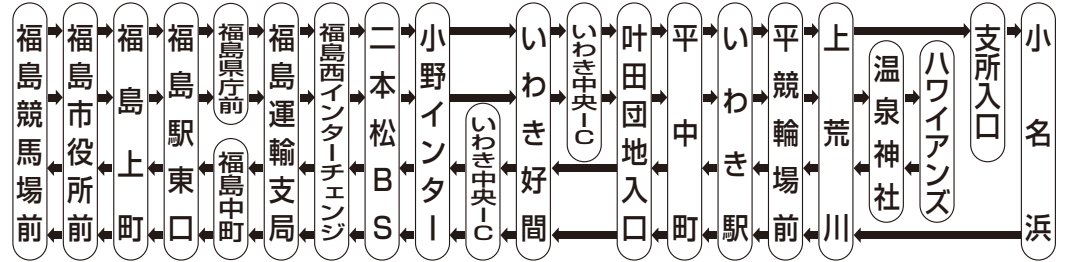 福島競馬場前
福島市役所前
福島上町
福島駅東口
福島県庁前
福島中町
福島運輸支局
福島西インターチェンジ
二本松BS
小野インター
いわき中央IC
いわき好間
いわき中央IC
叶田団地入口
平中町
いわき駅
平競輪場前
上荒川
温泉神社
ハワイアンズ
支所入口
小名浜